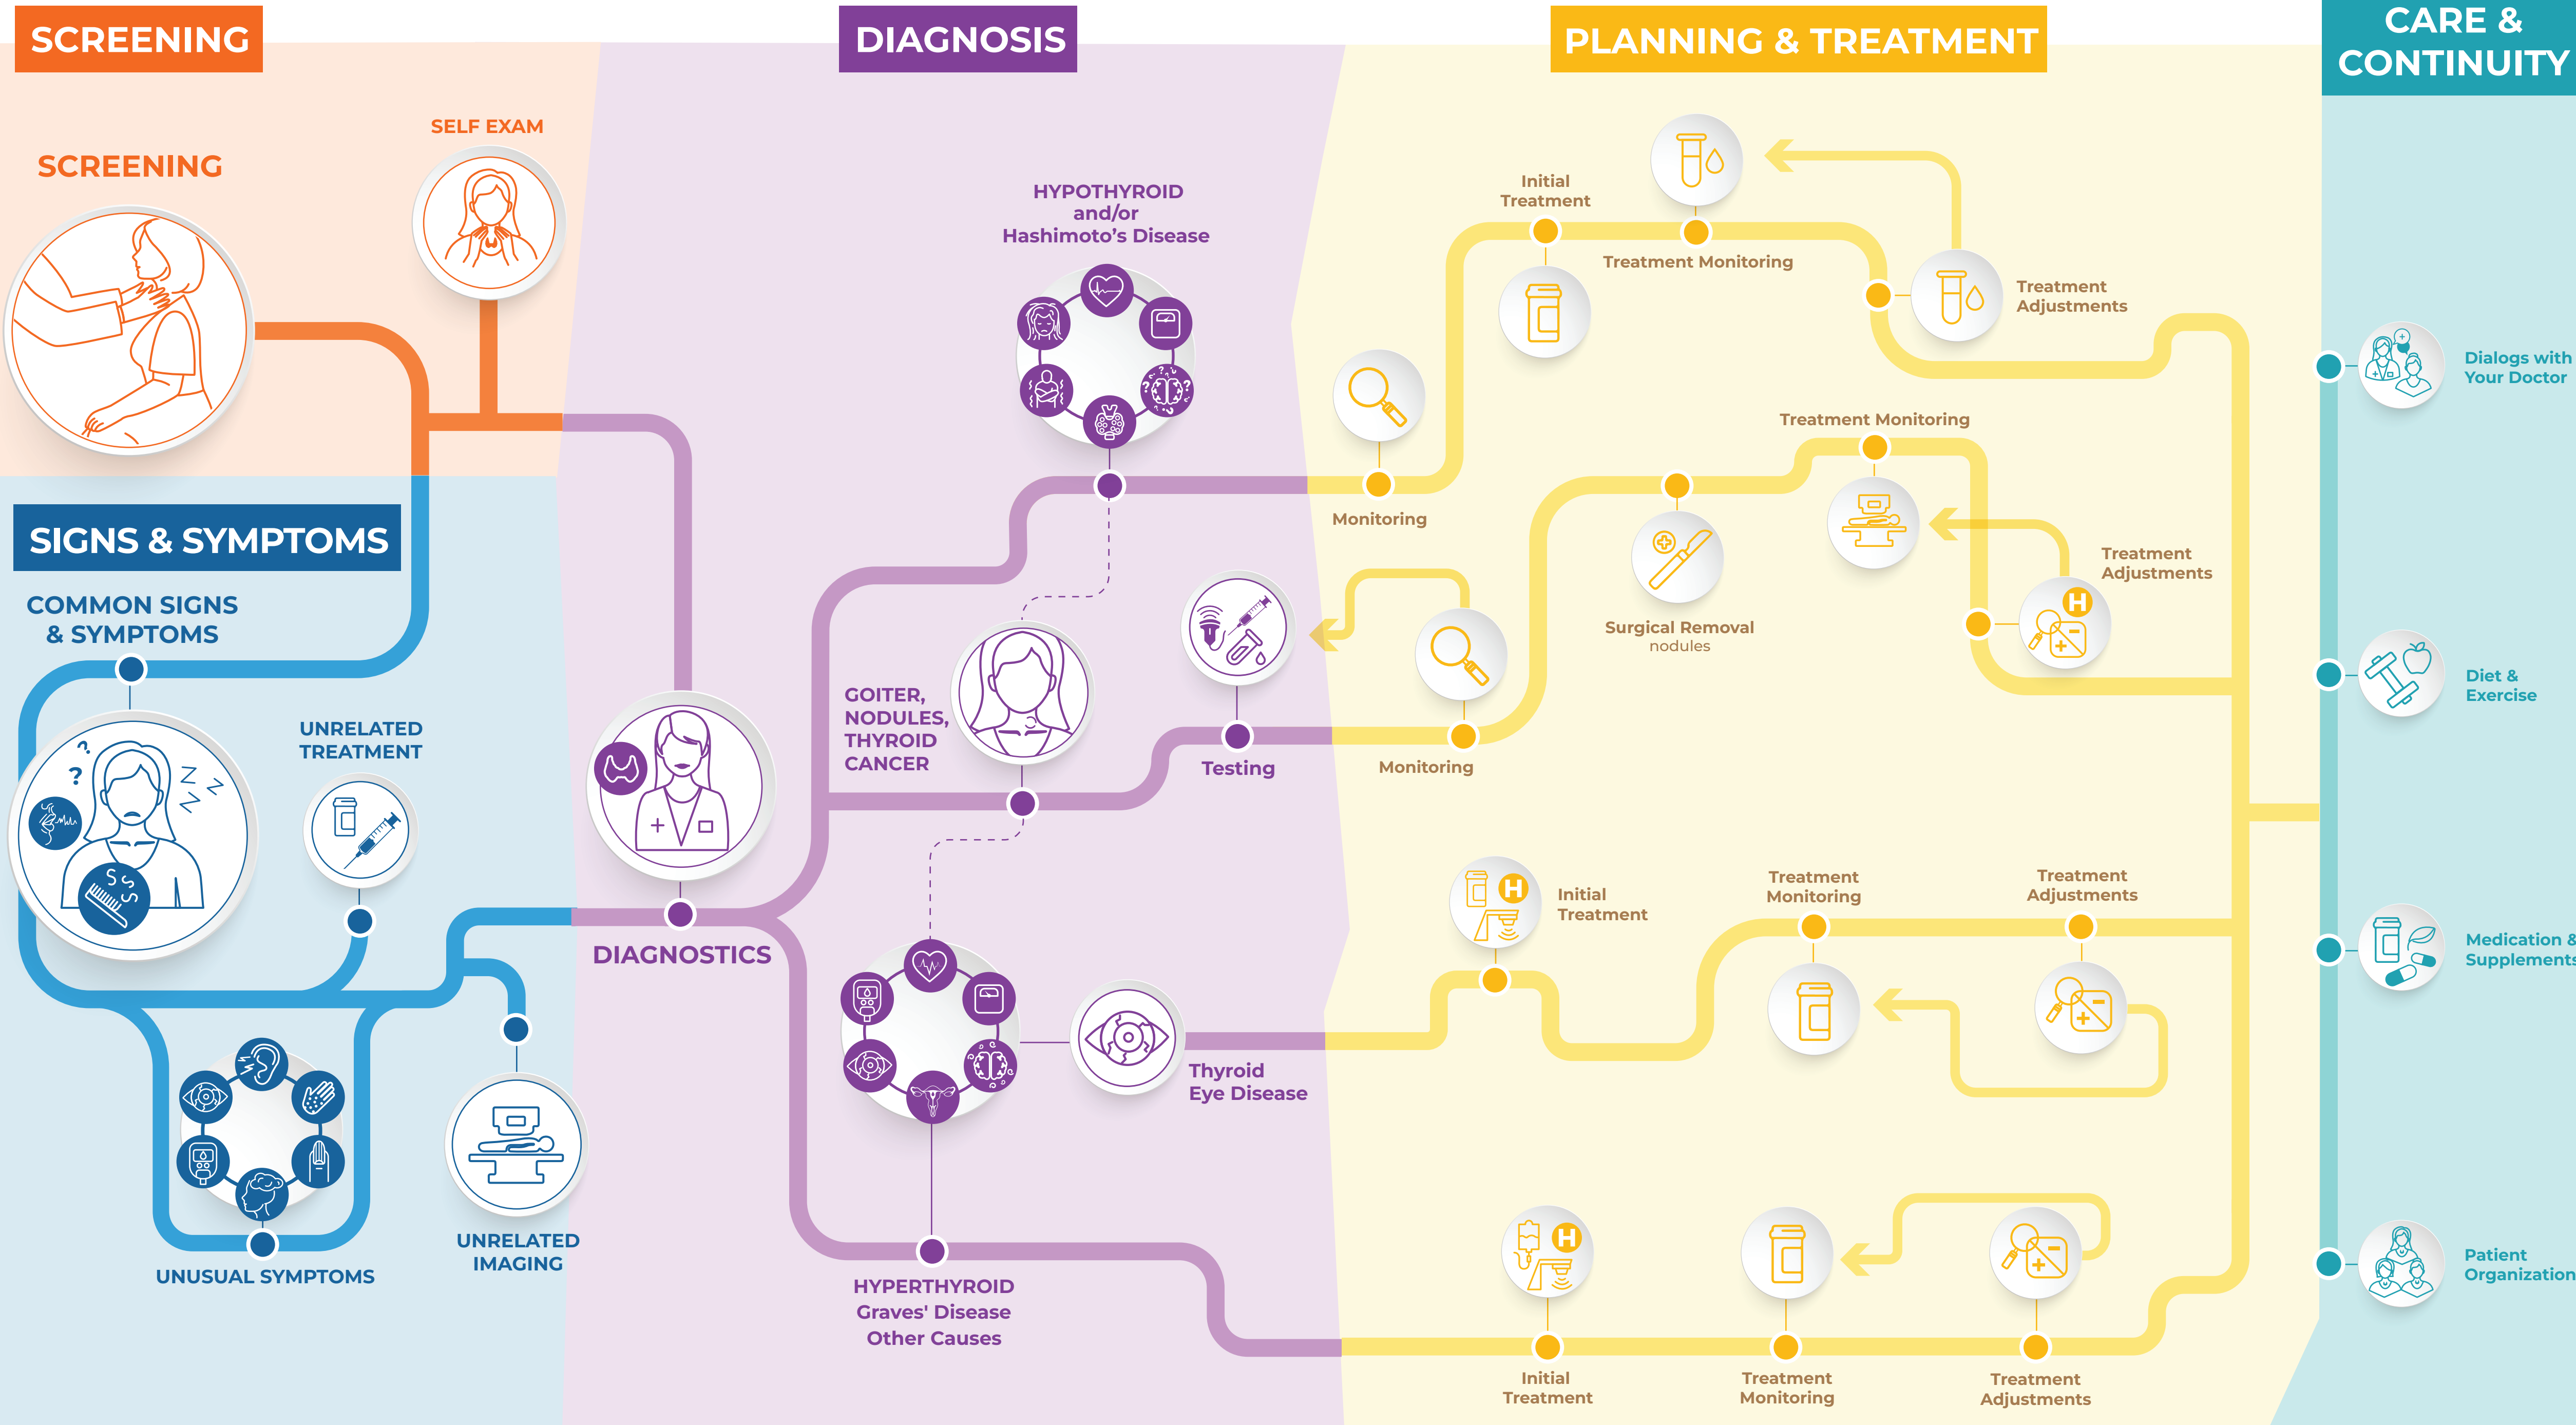 SCREENING
DIAGNOSIS
PLANNING & TREATMENT
CARE &
CONTINUITY
SCREENING
SELF EXAM
SIGNS & SYMPTOMS
COMMON SIGNS
& SYMPTOMS
?
?
Z
Z
Z
S
S
S
UNRELATED
TREATMENT
UNUSUAL SYMPTOMS
UNRELATED
IMAGING
DIAGNOSTICS
HYPOTHYROID
and/or
Hashimoto's Disease
GOITER,
NODULES,
THYROID
CANCER
Testing
Thyroid
Eye Disease
HYPERTHYROID
Graves' Disease
Other Causes
Monitoring
Initial
Treatment
Treatment Monitoring
Treatment
Adjustments
Monitoring
Surgical Removal
nodules
Treatment Monitoring
H
Treatment
Adjustments
H
Initial
Treatment
Treatment
Monitoring
Treatment
Adjustments
H
Initial
Treatment
Treatment
Monitoring
Treatment
Adjustments
Dialogs with
Your Doctor
Diet &
Exercise
Medication &
Supplements
Patient
Organization